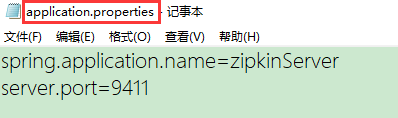 application.properties - 记事本
文件(F) 编辑(E) 格式(O) 查看(V) 帮助(H)
spring.application.name=zipkinServer
server.port=9411